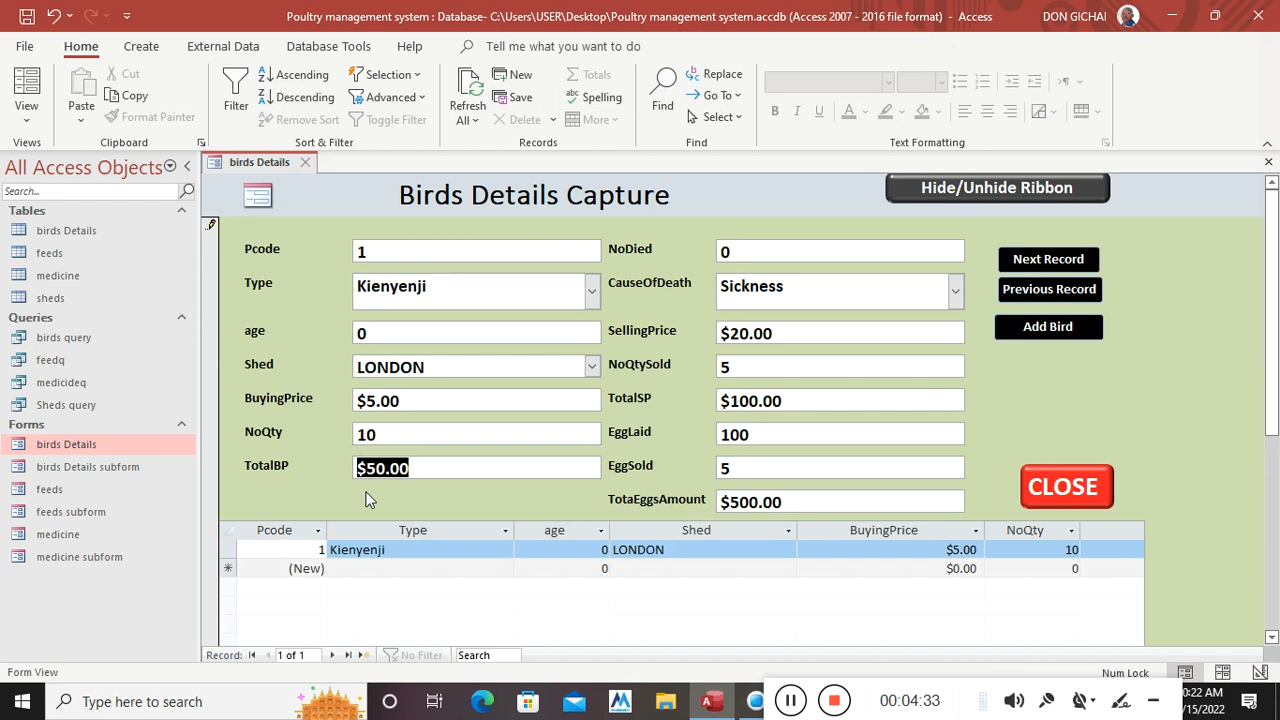 Poultry management system : Database- C:\Users\USER\Desktop\Poultry management system.accdb (Access 2007 - 2016 file format) - Access
DON GICHAI
File Home Create External Data Database Tools Help Tell me what you want to do
View
Views
Paste
Cut
Copy
Format Painter
Clipboard
Filter
Ascending
Descending
Remove Sort
Selection
Advanced
Toggle Filter
Sort & Filter
Refresh
All
New
Save
Delete
Totals
Spelling
More
Records
Find
Replace
Go To
Select
Find
B I U
A
Text Formatting
All Access Objects
Search...
Tables
birds Details
feeds
medicine
sheds
Queries
birds query
feedq
medicideq
Sheds query
Forms
birds Details
birds Details subform
feeds
feeds subform
medicine
medicine subform
birds Details
Birds Details Capture
Hide/Unhide Ribbon
Pcode 1 NoDied 0
Type Kienyenji CauseOfDeath Sickness
age 0 SellingPrice $20.00
Shed LONDON NoQtySold 5
BuyingPrice $5.00 TotalSP $100.00
NoQty 10 EggLaid 100
TotalBP $50.00 EggSold 5
TotaEggsAmount $500.00
Next Record
Previous Record
Add Bird
CLOSE
Pcode Type age Shed BuyingPrice NoQty
1 Kienyenji 0 LONDON $5.00 10
(New) 0 $0.00 0
Record: 1 of 1 No Filter Search
Form View
Num Lock
Type here to search
00:04:33
0:22 AM
/15/2022